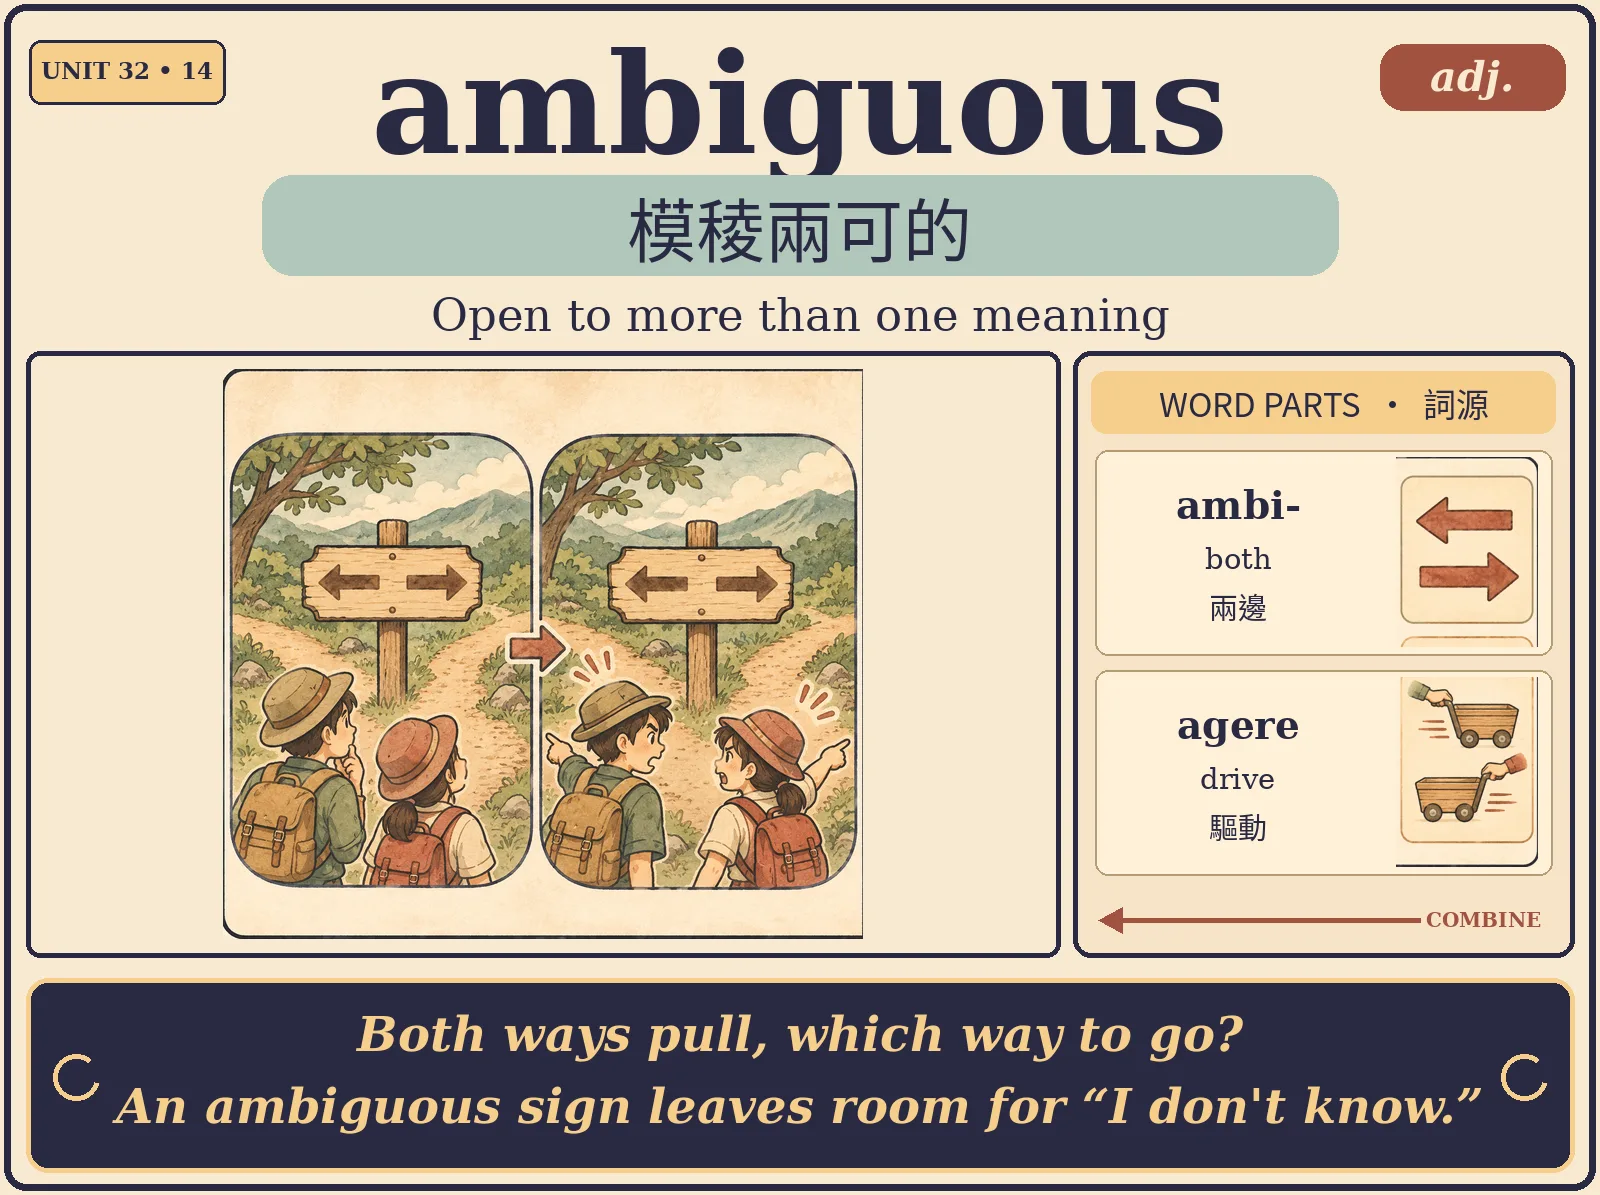 UNIT 32 • 14
ambiguous
adj.
模稜兩可的
Open to more than one meaning
WORD PARTS • 詞源
ambi-
both
兩邊
agere
drive
驅動
COMBINE
Both ways pull, which way to go?
An ambiguous sign leaves room for “I don't know.”